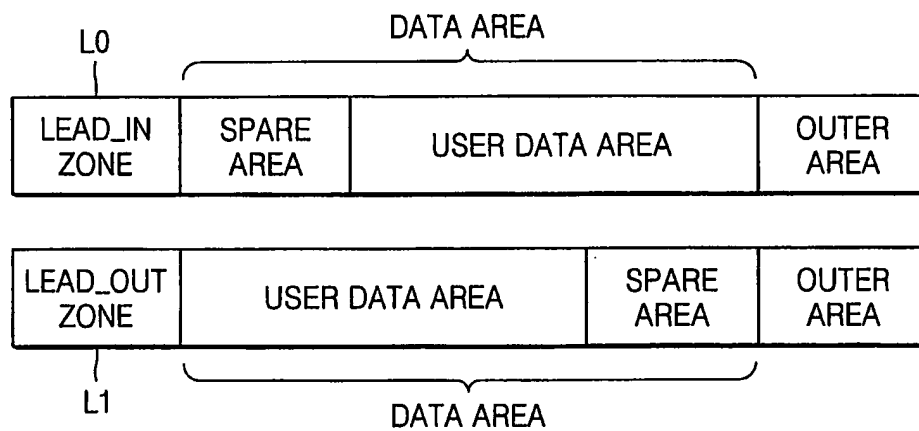 DATA AREA
L0
LEAD_IN
ZONE
SPARE
AREA
USER DATA AREA
OUTER
AREA
LEAD_OUT
ZONE
USER DATA AREA
SPARE
AREA
OUTER
AREA
L1
DATA AREA